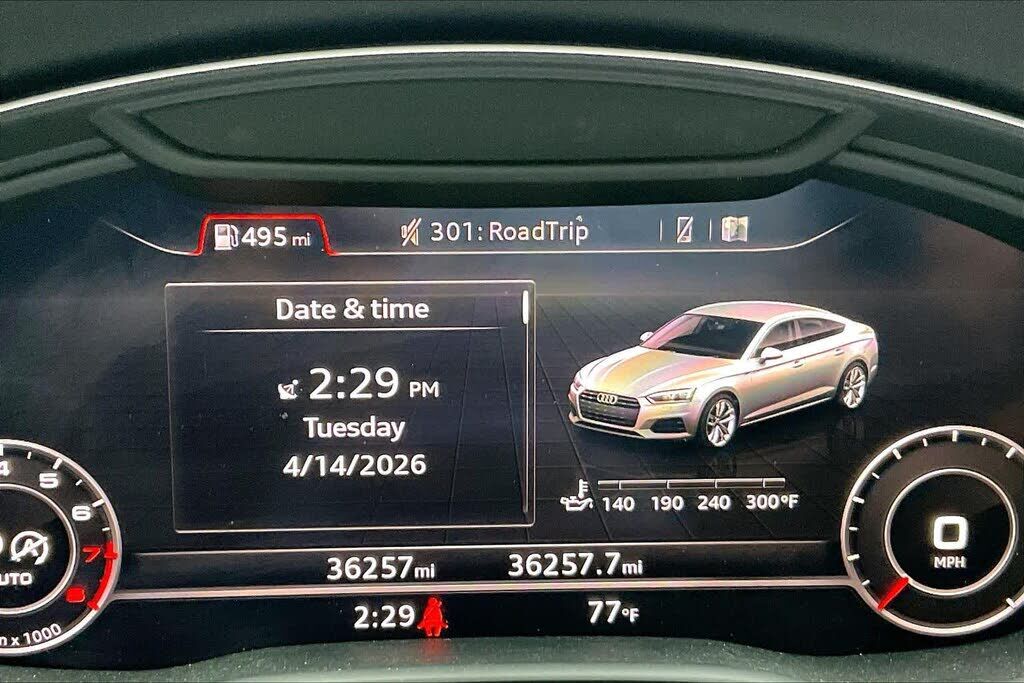 495 mi
301: RoadTrip
Date & time
2:29 PM
Tuesday
4/14/2026
140 190 240 300°F
4
5
6
7
8
0
MPH
36257mi 36257.7mi
2:29 77°F
x 1000